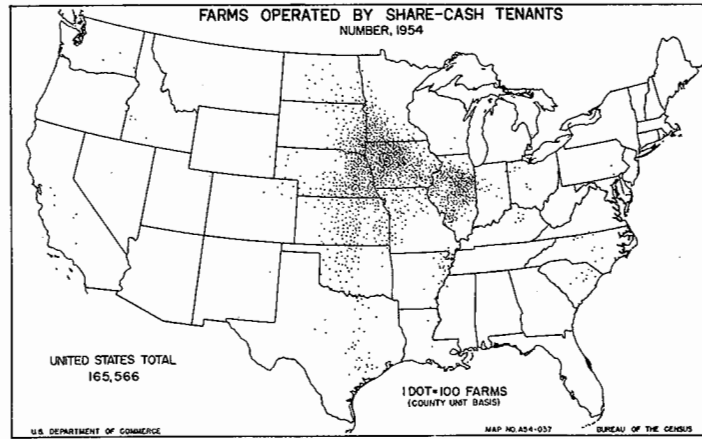 FARMS OPERATED BY SHARE-CASH TENANTS
NUMBER, 1954
UNITED STATES TOTAL
165,566
1 DOT=100 FARMS
(COUNTY UNIT BASIS)
U.S. DEPARTMENT OF COMMERCE
MAP NO. A54-037
BUREAU OF THE CENSUS